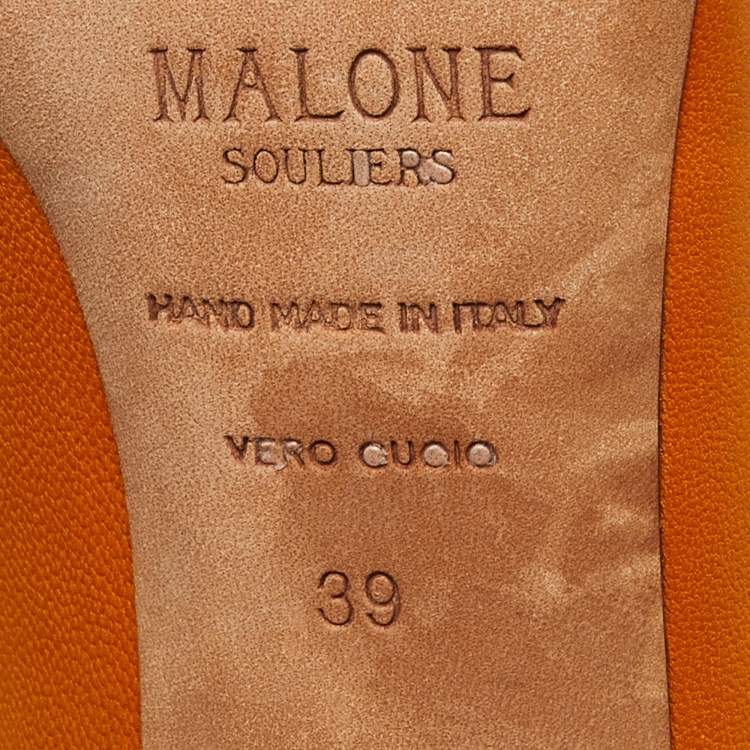 MALONE
SOULIERS
HAND MADE IN ITALY
VERO CUOIO
39